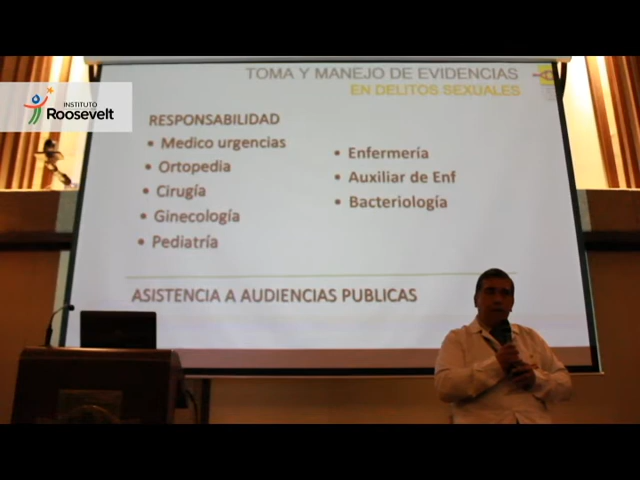 INSTITUTO
Roosevelt
TOMA Y MANEJO DE EVIDENCIAS
EN DELITOS SEXUALES
RESPONSABILIDAD
• Medico urgencias
• Ortopedia
• Cirugía
• Ginecología
• Pediatría
• Enfermería
• Auxiliar de Enf
• Bacteriología
ASISTENCIA A AUDIENCIAS PUBLICAS